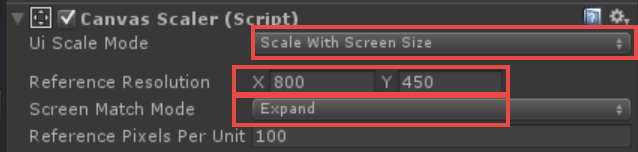 Canvas Scaler (Script)
Ui Scale Mode Scale With Screen Size
Reference Resolution X 800 Y 450
Screen Match Mode Expand
Reference Pixels Per Unit 100